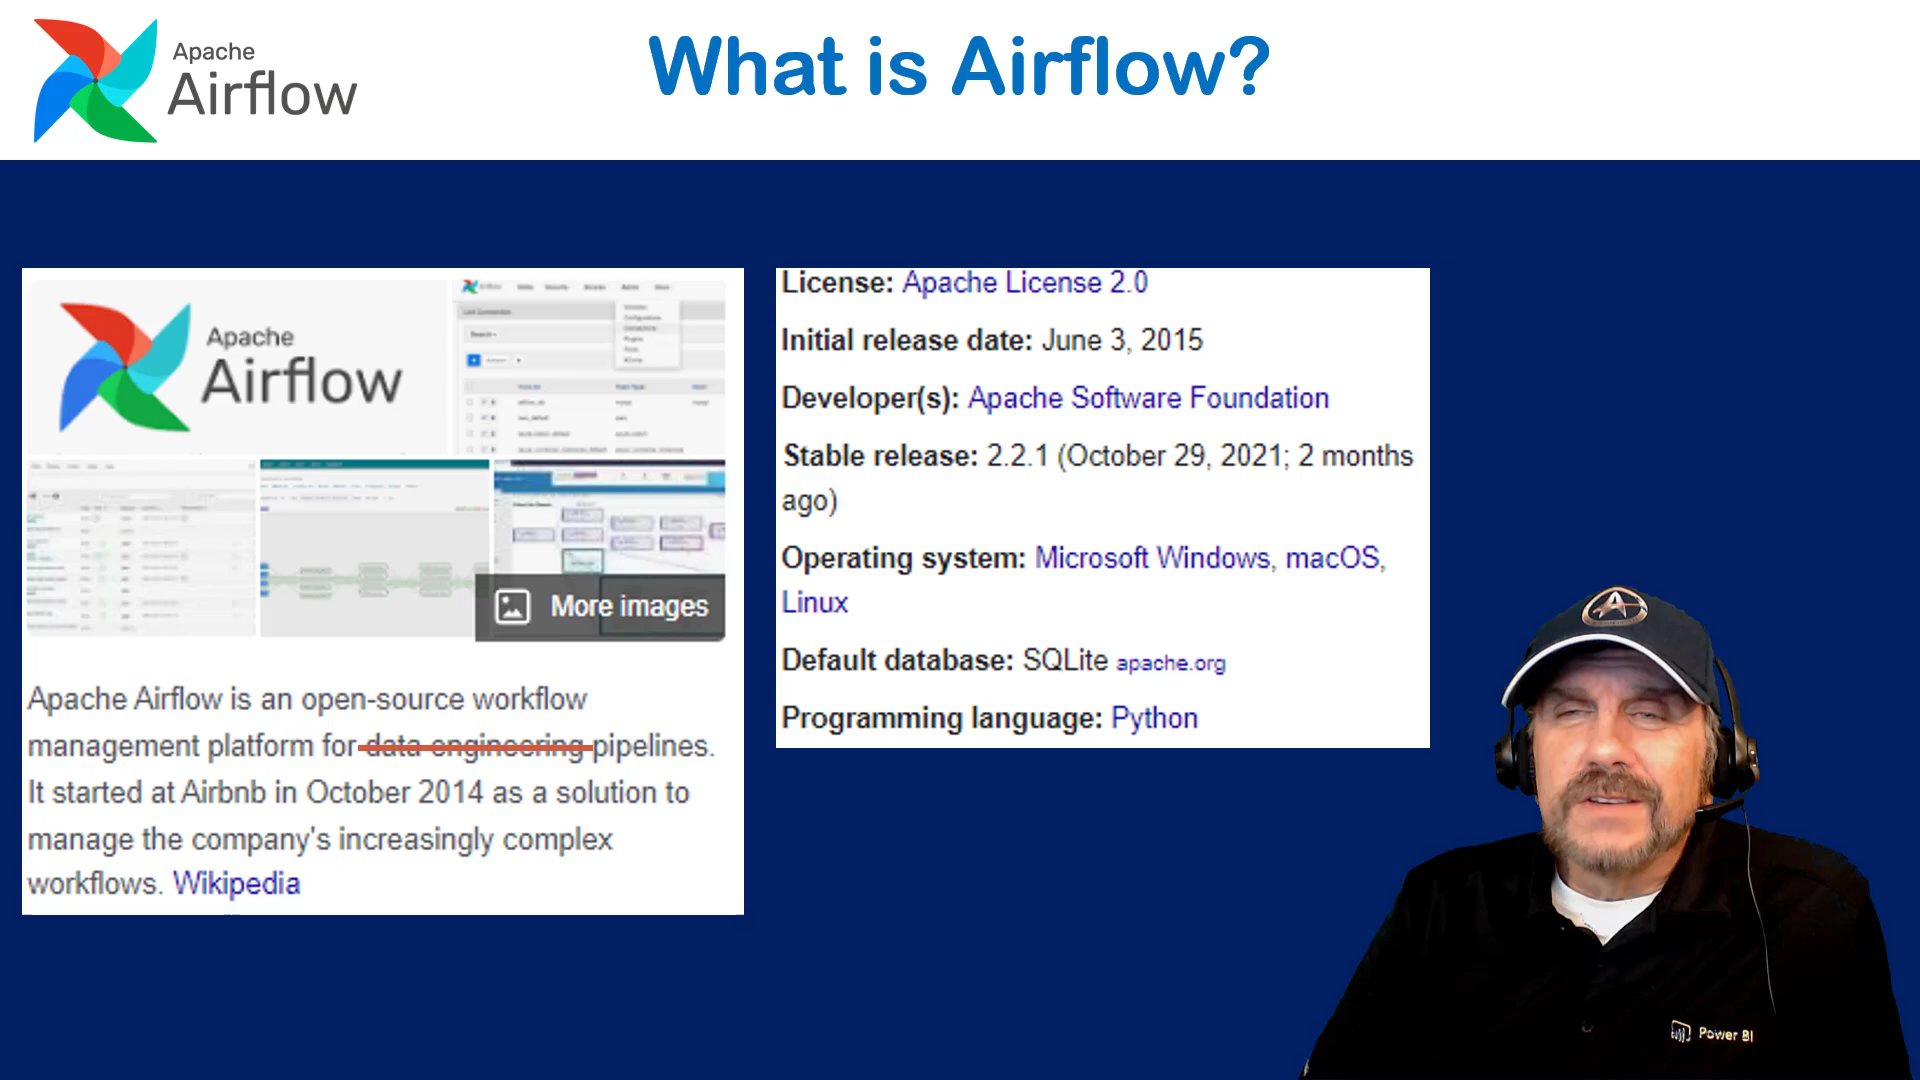 Apache
Airflow
What is Airflow?
Apache
Airflow
More images
Apache Airflow is an open-source workflow
management platform for data engineering pipelines.
It started at Airbnb in October 2014 as a solution to
manage the company's increasingly complex
workflows. Wikipedia
License: Apache License 2.0
Initial release date: June 3, 2015
Developer(s): Apache Software Foundation
Stable release: 2.2.1 (October 29, 2021; 2 months
ago)
Operating system: Microsoft Windows, macOS,
Linux
Default database: SQLite apache.org
Programming language: Python
Power BI